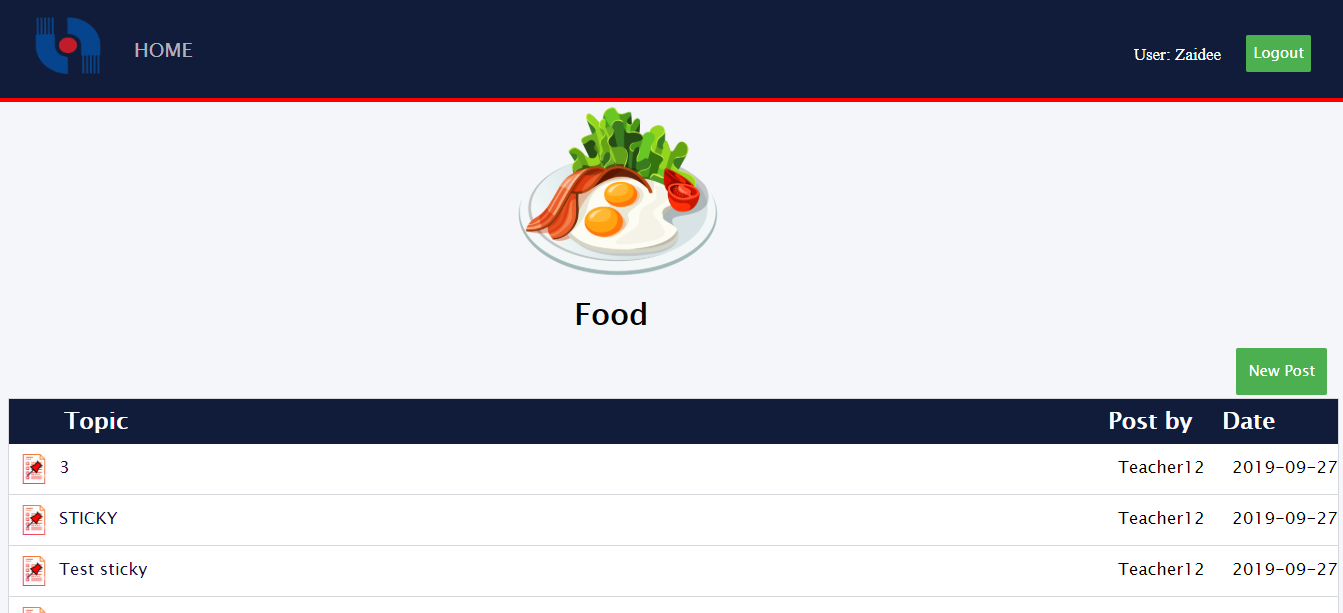 HOME
User: Zaidee
Logout
Food
New Post
Topic Post by Date
3 Teacher12 2019-09-27
STICKY Teacher12 2019-09-27
Test sticky Teacher12 2019-09-27